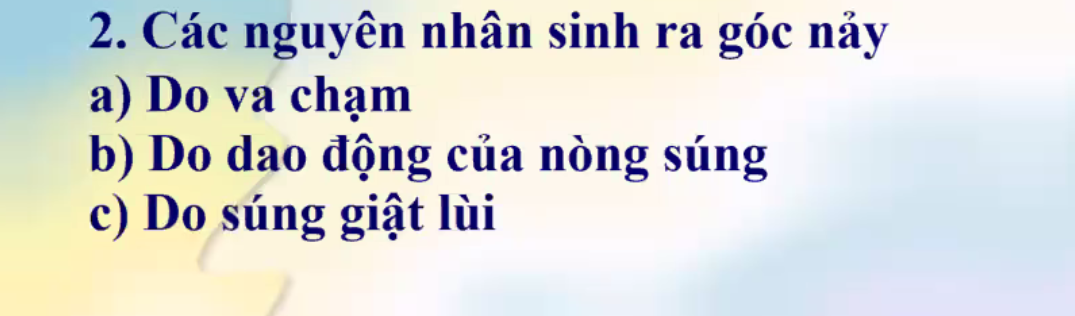 2. Các nguyên nhân sinh ra góc nảy
a) Do va chạm
b) Do dao động của nòng súng
c) Do súng giật lùi